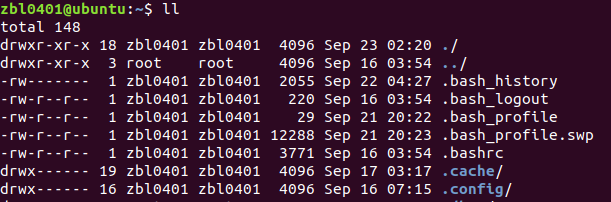 zbl0401@ubuntu:~$ ll
total 148
drwxr-xr-x 18 zbl0401 zbl0401  4096 Sep 23 02:20 ./
drwxr-xr-x  3 root    root     4096 Sep 16 03:54 ../
-rw-------  1 zbl0401 zbl0401  2055 Sep 22 04:27 .bash_history
-rw-r--r--  1 zbl0401 zbl0401   220 Sep 16 03:54 .bash_logout
-rw-r--r--  1 zbl0401 zbl0401    29 Sep 21 20:22 .bash_profile
-rw-r--r--  1 zbl0401 zbl0401 12288 Sep 21 20:23 .bash_profile.swp
-rw-r--r--  1 zbl0401 zbl0401  3771 Sep 16 03:54 .bashrc
drwx------ 19 zbl0401 zbl0401  4096 Sep 17 03:17 .cache/
drwx------ 16 zbl0401 zbl0401  4096 Sep 16 07:15 .config/